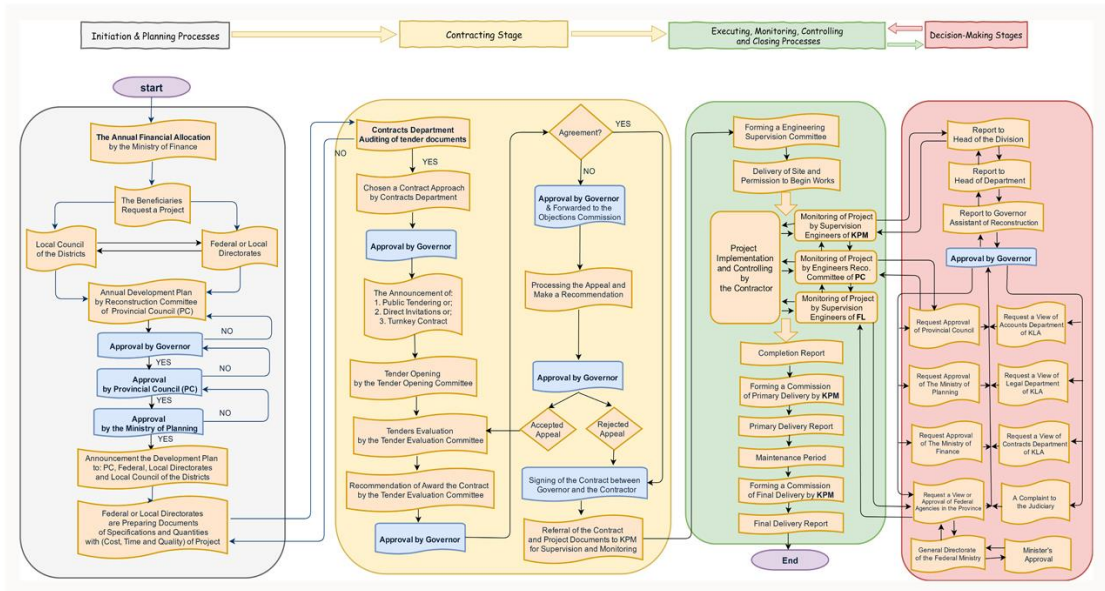 Initiation & Planning Processes
Contracting Stage
Executing, Monitoring, Controlling
and Closing Processes
Decision-Making Stages
start
The Annual Financial Allocation
by the Ministry of Finance
The Beneficiaries
Request a Project
Local Council
of the Districts
Federal or Local
Directorates
Annual Development Plan
by Reconstruction Committee
of Provincial Council (PC)
NO
Approval by Governor
YES
NO
Approval
by Provincial Council (PC)
YES
NO
Approval
by the Ministry of Planning
YES
Announcement the Development Plan
to: PC, Federal, Local Directorates
and Local Council of the Districts
Federal or Local Directorates
are Preparing Documents
of Specifications and Quantities
with (Cost, Time and Quality) of Project
NO
Contracts Department
Auditing of tender documents
YES
Chosen a Contract Approach
by Contracts Department
Approval by Governor
The Announcement of:
1. Public Tendering or;
2. Direct Invitations or;
3. Turnkey Contract
Tender Opening
by the Tender Opening Committee
Tenders Evaluation
by the Tender Evaluation Committee
Recommendation of Award the Contract
by the Tender Evaluation Committee
Approval by Governor
Agreement?
YES
NO
Approval by Governor
& Forwarded to the
Objections Commission
Processing the Appeal and
Make a Recommendation
Approval by Governor
Accepted
Appeal
Rejected
Appeal
Signing of the Contract between
Governor and the Contractor
Referral of the Contract
and Project Documents to KPM
for Supervision and Monitoring
Forming a Engineering
Supervision Committee
Delivery of Site and
Permission to Begin Works
Project
Implementation
and Controlling
by
the Contractor
Monitoring of Project
by Supervision
Engineers of KPM
Monitoring of Project
by Engineers Reco.
Committee of PC
Monitoring of Project
by Supervision
Engineers of FL
Completion Report
Forming a Commission
of Primary Delivery by KPM
Primary Delivery Report
Maintenance Period
Forming a Commission
of Final Delivery by KPM
Final Delivery Report
End
Report to
Head of the Division
Report to
Head of Department
Report to Governor
Assistant of Reconstruction
Approval by Governor
Request Approval
of Provincial Council
Request a View of
Accounts Department
of KLA
Request Approval
of The Ministry of
Planning
Request a View of
Legal Department
of KLA
Request Approval
of The Ministry of
Finance
Request a View of
Contracts Department
of KLA
Request a View or
Approval of Federal
Agencies in the Province
A Complaint to
the Judiciary
General Directorate
of the Federal Ministry
Minister's
Approval